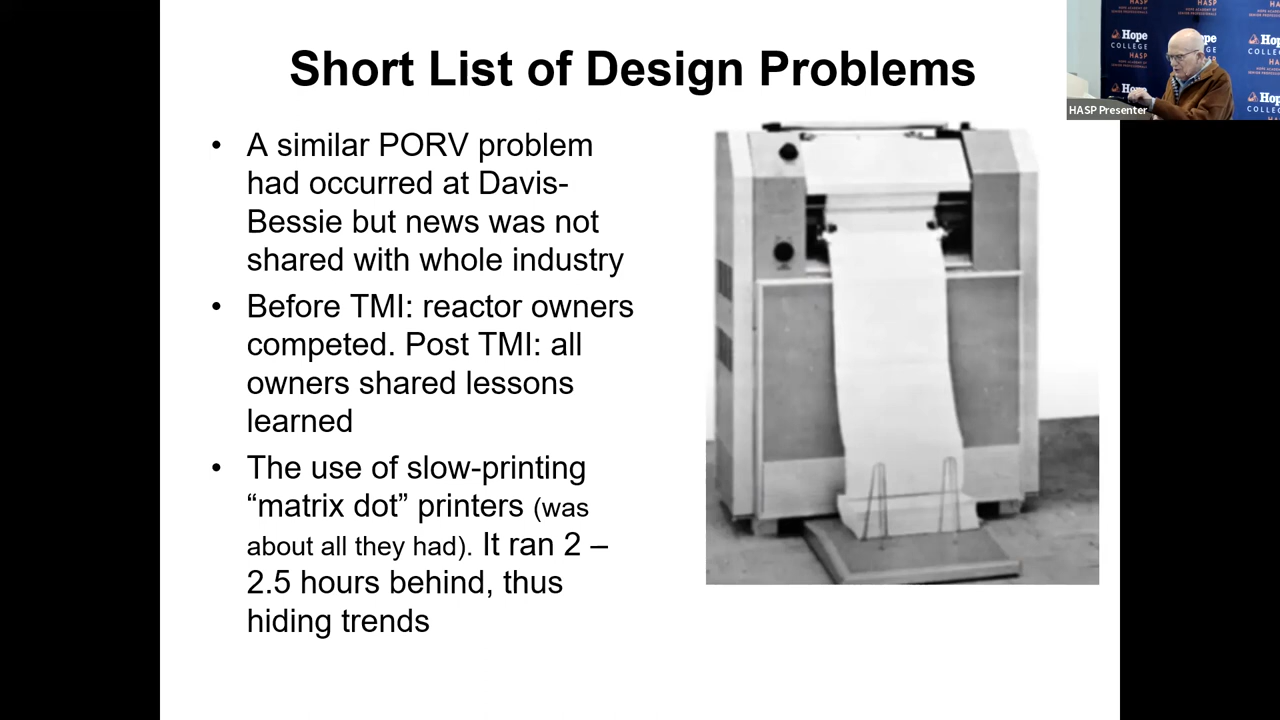 Short List of Design Problems
• A similar PORV problem
had occurred at Davis-
Bessie but news was not
shared with whole industry
• Before TMI: reactor owners
competed. Post TMI: all
owners shared lessons
learned
• The use of slow-printing
“matrix dot” printers (was
about all they had). It ran 2 –
2.5 hours behind, thus
hiding trends
HASP
Hope
COLLEGE
HASP
HASP Presenter